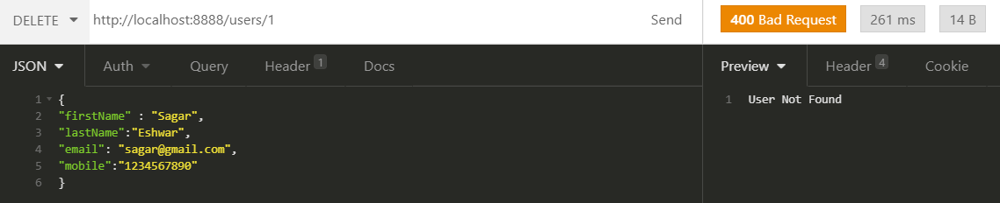 DELETE http://localhost:8888/users/1 Send 400 Bad Request 261 ms 14 B
JSON Auth Query Header 1 Docs Preview Header 4 Cookie
1 {
2 "firstName" : "Sagar",
3 "lastName":"Eshwar",
4 "email": "sagar@gmail.com",
5 "mobile":"1234567890"
6 }
1 User Not Found